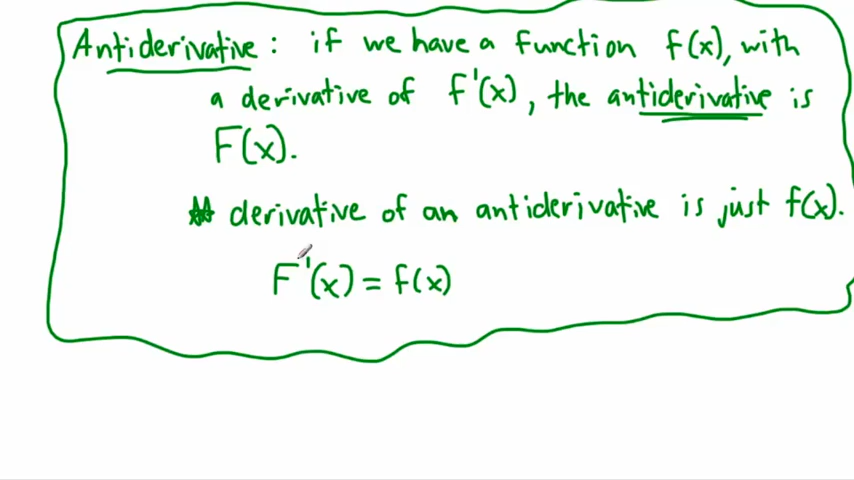 Antiderivative: if we have a function f(x), with
a derivative of f'(x), the antiderivative is
F(x).
derivative of an antiderivative is just f(x).
F'(x) = f(x)